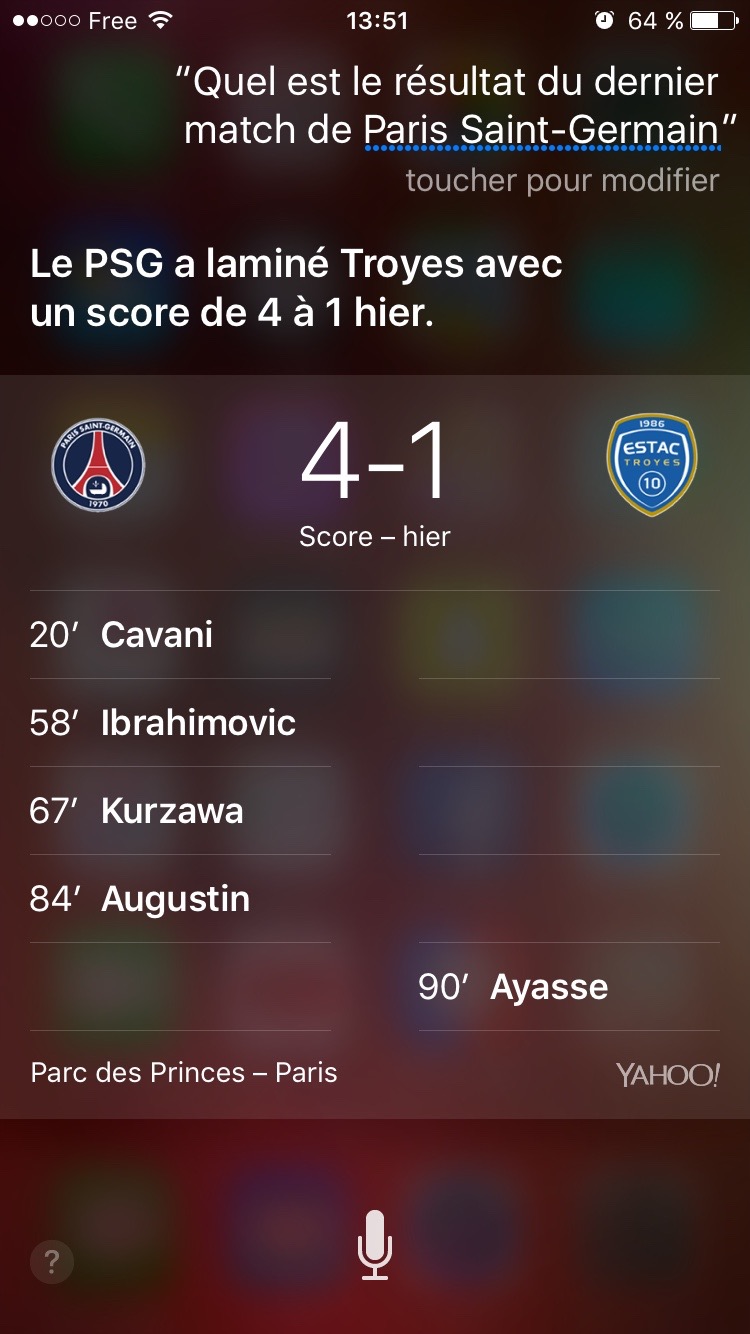 Free 13:51 64 %
“Quel est le résultat du dernier
match de Paris Saint-Germain”
toucher pour modifier
Le PSG a laminé Troyes avec
un score de 4 à 1 hier.
PARIS SAINT-GERMAIN
1970
4–1
1986
ESTAC
TROYES
10
Score – hier
20’ Cavani
58’ Ibrahimovic
67’ Kurzawa
84’ Augustin
90’ Ayasse
Parc des Princes – Paris
YAHOO!
?